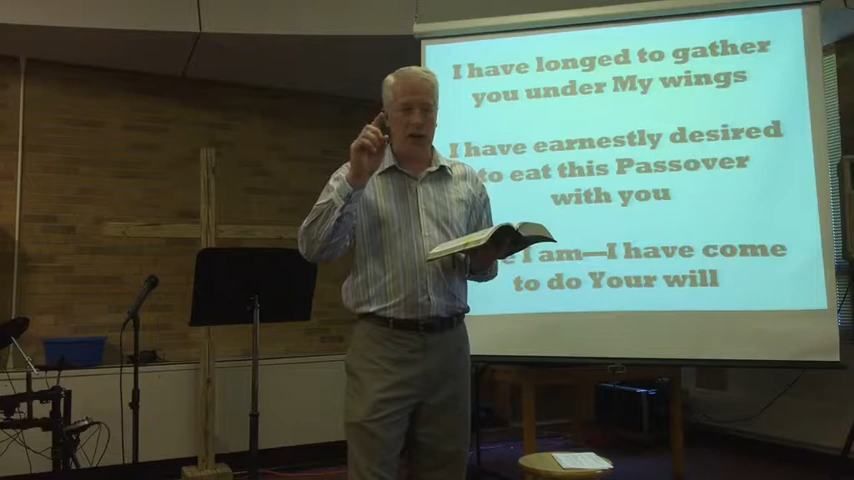 I have longed to gather
you under My wings
I have earnestly desired
to eat this Passover
with you
I am—I have come
to do Your will